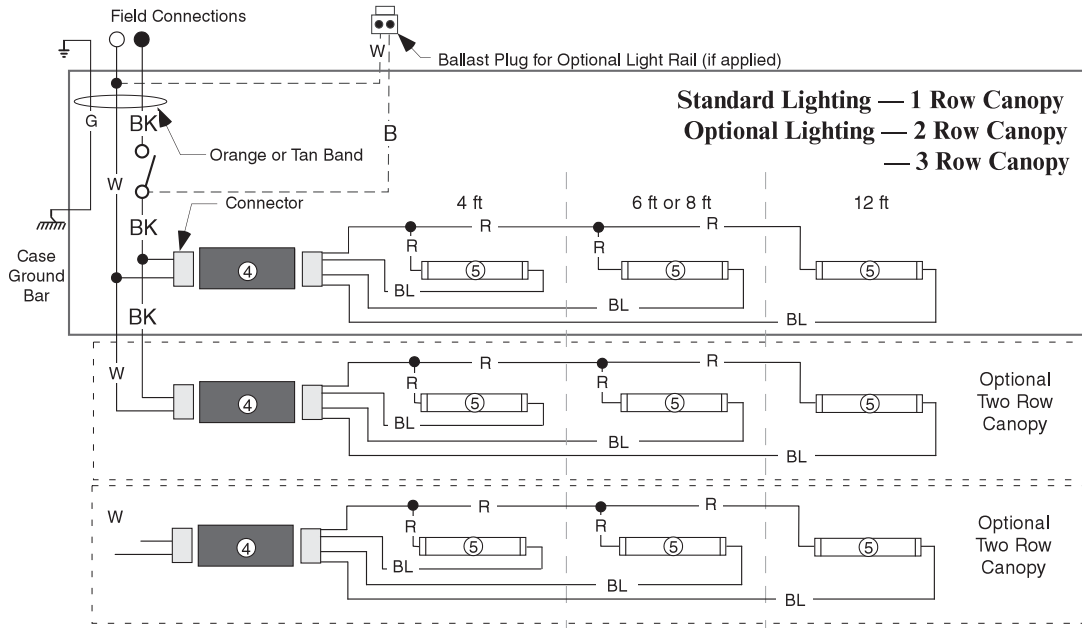 Field Connections
W
Ballast Plug for Optional Light Rail (if applied)
Standard Lighting — 1 Row Canopy
Optional Lighting — 2 Row Canopy
— 3 Row Canopy
G
BK
B
Orange or Tan Band
W
Connector
4 ft
6 ft or 8 ft
12 ft
BK
R
R
R
R
Case
Ground
Bar
4
5
5
5
BL
BL
BL
BK
W
R
R
R
R
4
5
5
5
BL
BL
BL
Optional
Two Row
Canopy
W
R
R
R
R
4
5
5
5
BL
BL
BL
Optional
Two Row
Canopy